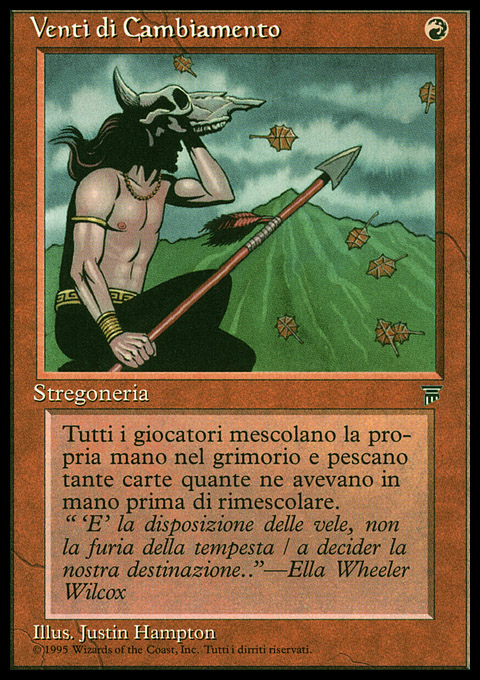 Venti di Cambiamento
Stregoneria
Tutti i giocatori mescolano la pro-
pria mano nel grimorio e pescano
tante carte quante ne avevano in
mano prima di rimescolare.
“ ‘E’ la disposizione delle vele, non
la furia della tempesta / a decider la
nostra destinazione..”—Ella Wheeler
Wilcox
Illus. Justin Hampton
©1995 Wizards of the Coast, Inc. Tutti i dirriti riservati.